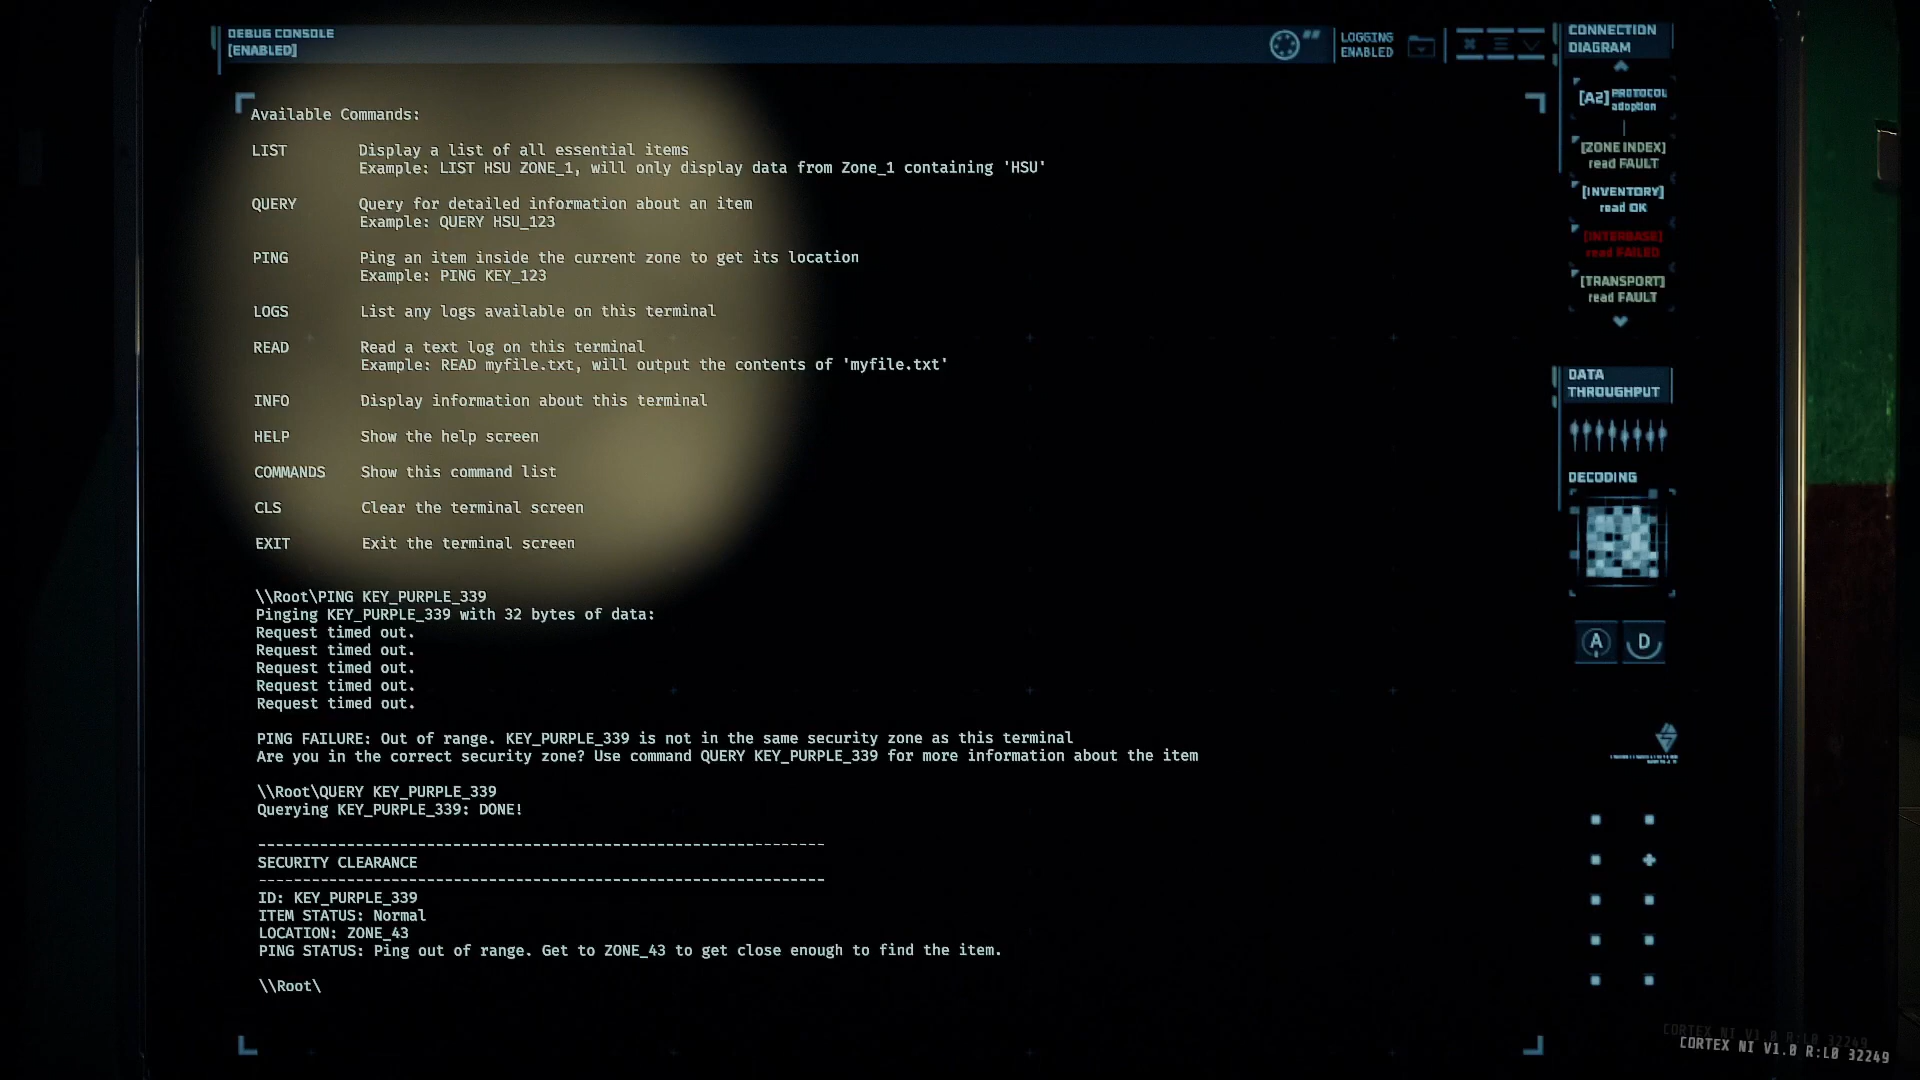 DEBUG CONSOLE
[ENABLED]
LOGGING
ENABLED
Available Commands:
LIST Display a list of all essential items
Example: LIST HSU ZONE_1, will only display data from Zone_1 containing 'HSU'
QUERY Query for detailed information about an item
Example: QUERY HSU_123
PING Ping an item inside the current zone to get its location
Example: PING KEY_123
LOGS List any logs available on this terminal
READ Read a text log on this terminal
Example: READ myfile.txt, will output the contents of 'myfile.txt'
INFO Display information about this terminal
HELP Show the help screen
COMMANDS Show this command list
CLS Clear the terminal screen
EXIT Exit the terminal screen
\\Root\PING KEY_PURPLE_339
Pinging KEY_PURPLE_339 with 32 bytes of data:
Request timed out.
Request timed out.
Request timed out.
Request timed out.
Request timed out.
PING FAILURE: Out of range. KEY_PURPLE_339 is not in the same security zone as this terminal
Are you in the correct security zone? Use command QUERY KEY_PURPLE_339 for more information about the item
\\Root\QUERY KEY_PURPLE_339
Querying KEY_PURPLE_339: DONE!
----------------------------------------------------------------
SECURITY CLEARANCE
----------------------------------------------------------------
ID: KEY_PURPLE_339
ITEM STATUS: Normal
LOCATION: ZONE_43
PING STATUS: Ping out of range. Get to ZONE_43 to get close enough to find the item.
\\Root\
CONNECTION
DIAGRAM
[A2] PROTOCOL
adoption
[ZONE INDEX]
read FAULT
[INVENTORY]
read OK
[INTERBASE]
read FAILED
[TRANSPORT]
read FAULT
DATA
THROUGHPUT
DECODING
A D
CORTEX NI V1.0 R:L0 32249
CORTEX NI V1.0 R:L0 32249